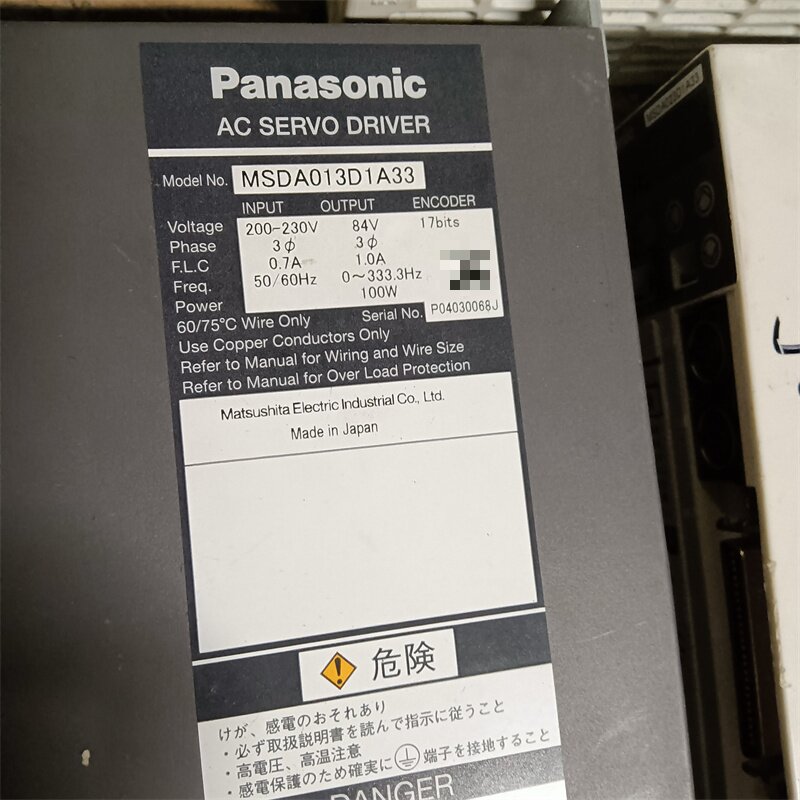 Panasonic
AC SERVO DRIVER
Model No. MSDA013D1A33
INPUT OUTPUT ENCODER
Voltage 200-230V 84V 17bits
Phase 3φ 3φ
F.L.C 0.7A 1.0A
Freq. 50/60Hz 0~333.3Hz
Power 100W
60/75°C Wire Only Serial No. P04030068J
Use Copper Conductors Only
Refer to Manual for Wiring and Wire Size
Refer to Manual for Over Load Protection
Matsushita Electric Industrial Co., Ltd.
Made in Japan
危険
けが、感電のおそれあり
・必ず取扱説明書を読んで指示に従うこと
・高電圧、高温注意
・感電保護のため確実に端子を接地すること
DANGER